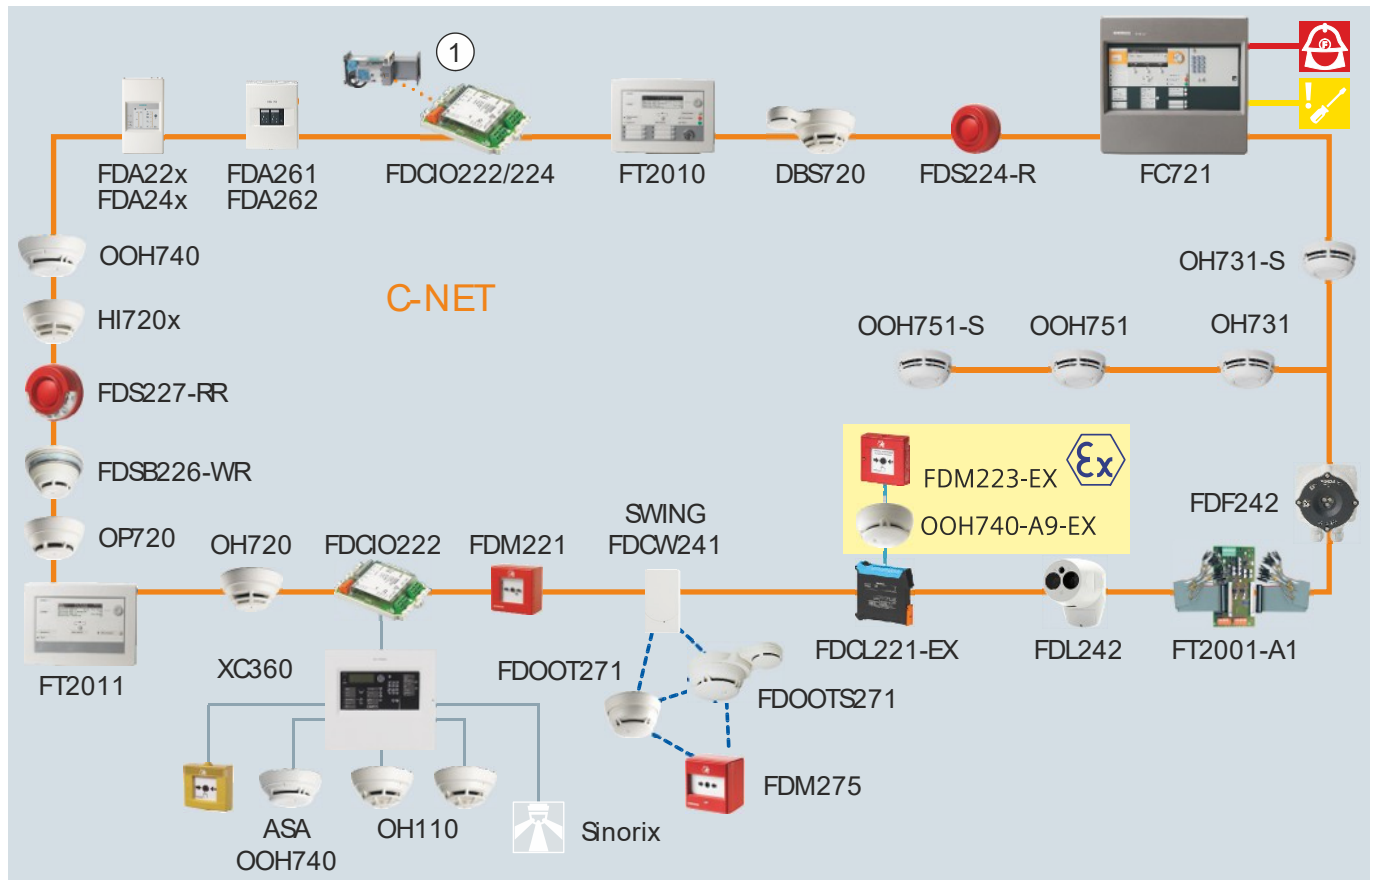 1
FDA22x
FDA24x
FDA261
FDA262
FDCIO222/224
FT2010
DBS720
FDS224-R
FC721
OOH740
HI720x
FDS227-RR
FDSB226-WR
OP720
C-NET
OH731-S
OOH751-S
OOH751
OH731
FDM223-EX
Ex
OOH740-A9-EX
FDF242
OH720
FDCIO222
FDM221
SWING
FDCW241
FT2011
FDCL221-EX
FDL242
FT2001-A1
XC360
FDOOT271
FDOOTS271
FDM275
ASA
OOH740
OH110
Sinorix